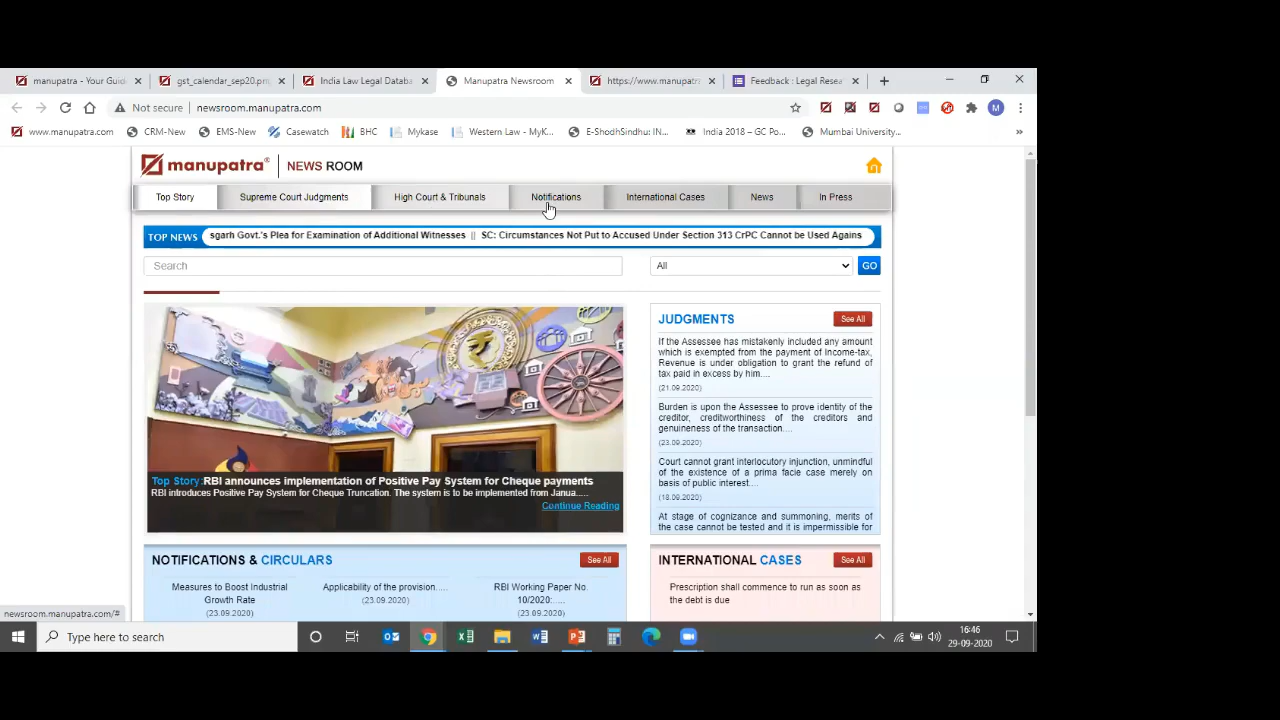 manupatra - Your Guid
gst_calendar_sep20.pn
India Law Legal Datab
Manupatra Newsroom
https://www.manupatr
Feedback : Legal Resea
Not secure | newsroom.manupatra.com
M
www.manupatra.com
CRM-New
EMS-New
Casewatch
BHC
Mykase
Western Law - MyK...
E-ShodhSindhu: IN...
India 2018 – GC Po...
Mumbai University...
»
manupatra® | NEWS ROOM
Top Story
Supreme Court Judgments
High Court & Tribunals
Notifications
International Cases
News
In Press
TOP NEWS
sgarh Govt.'s Plea for Examination of Additional Witnesses || SC: Circumstances Not Put to Accused Under Section 313 CrPC Cannot be Used Agains
Search
All
GO
Top Story:RBI announces implementation of Positive Pay System for Cheque payments
RBI introduces Positive Pay System for Cheque Truncation. The system is to be implemented from Janua.....
Continue Reading
JUDGMENTS
See All
If the Assessee has mistakenly included any amount
which is exempted from the payment of Income-tax,
Revenue is under obligation to grant the refund of
tax paid in excess by him....
(21.09.2020)
Burden is upon the Assessee to prove identity of the
creditor, creditworthiness of the creditors and
genuineness of the transaction....
(23.09.2020)
Court cannot grant interlocutory injunction, unmindful
of the existence of a prima facie case merely on
basis of public interest....
(18.09.2020)
At stage of cognizance and summoning, merits of
the case cannot be tested and it is impermissible for
NOTIFICATIONS & CIRCULARS
See All
Measures to Boost Industrial
Growth Rate
(23.09.2020)
Applicability of the provision.....
(23.09.2020)
RBI Working Paper No.
10/2020:....
(23.09.2020)
INTERNATIONAL CASES
See All
Prescription shall commence to run as soon as
the debt is due
newsroom.manupatra.com/#
Type here to search
16:46
29-09-2020